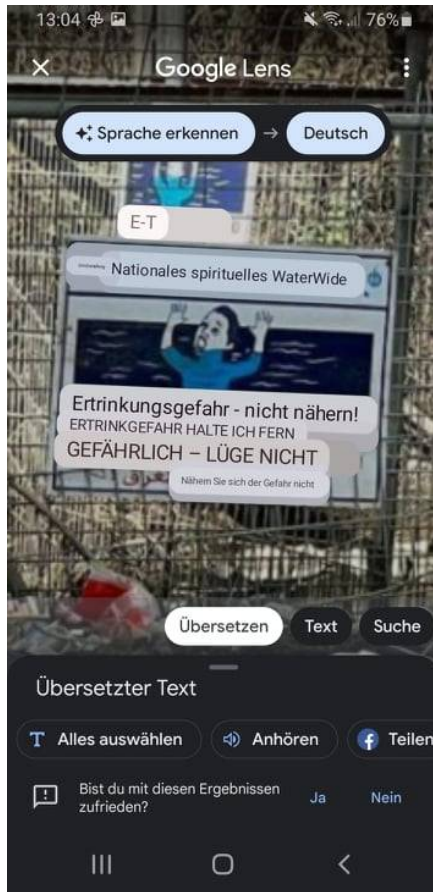 13:04
76%
Google Lens
Sprache erkennen → Deutsch
E-T
Nationales spirituelles WaterWide
Ertrinkungsgefahr - nicht nähern!
ERTRINKGEFAHR HALTE ICH FERN
GEFÄHRLICH – LÜGE NICHT
Nähern Sie sich der Gefahr nicht
Übersetzen Text Suche
Übersetzter Text
Alles auswählen Anhören Teilen
Bist du mit diesen Ergebnissen
zufrieden?
Ja Nein